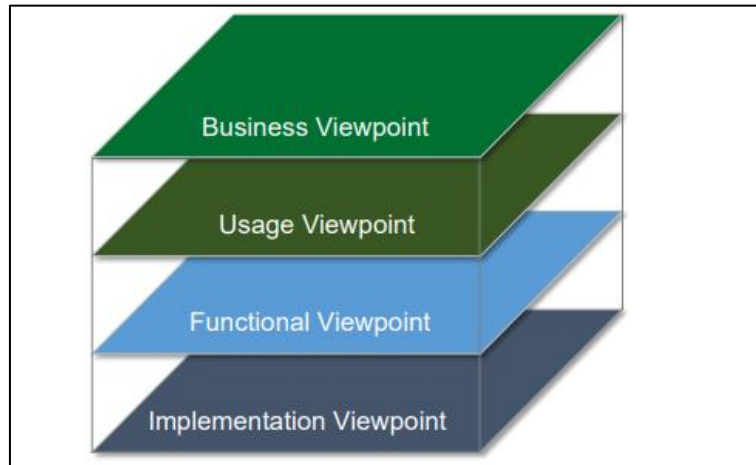 Business Viewpoint
Usage Viewpoint
Functional Viewpoint
Implementation Viewpoint